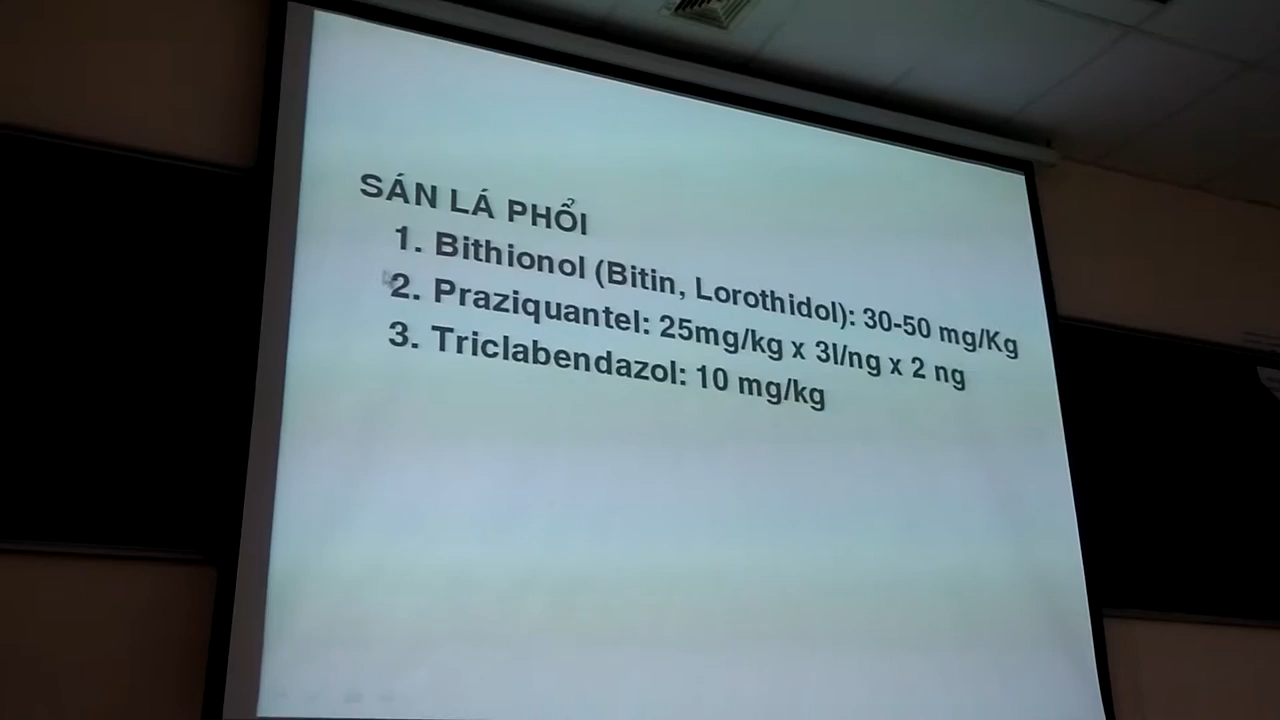 SÁN LÁ PHỔI
1. Bithionol (Bitin, Lorothidol): 30-50 mg/Kg
2. Praziquantel: 25mg/kg x 3l/ng x 2 ng
3. Triclabendazol: 10 mg/kg